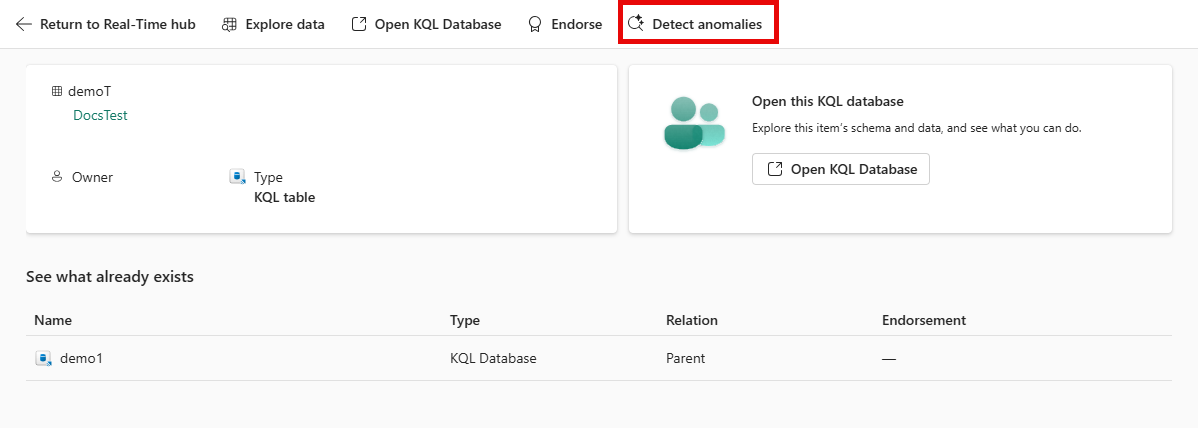 Return to Real-Time hub Explore data Open KQL Database Endorse Detect anomalies
demoT
DocsTest
Owner
Type
KQL table
Open this KQL database
Explore this item's schema and data, and see what you can do.
Open KQL Database
See what already exists
Name Type Relation Endorsement
demo1 KQL Database Parent —